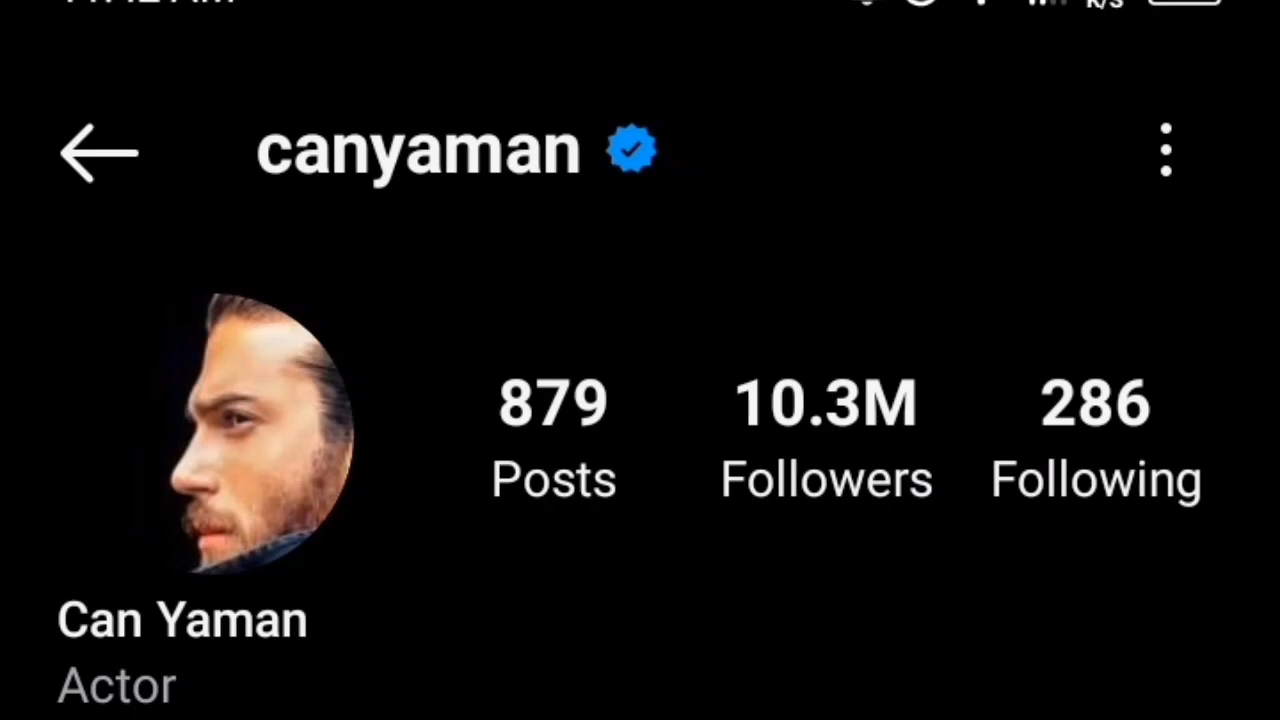 canyaman
879 10.3M 286
Posts Followers Following
Can Yaman
Actor